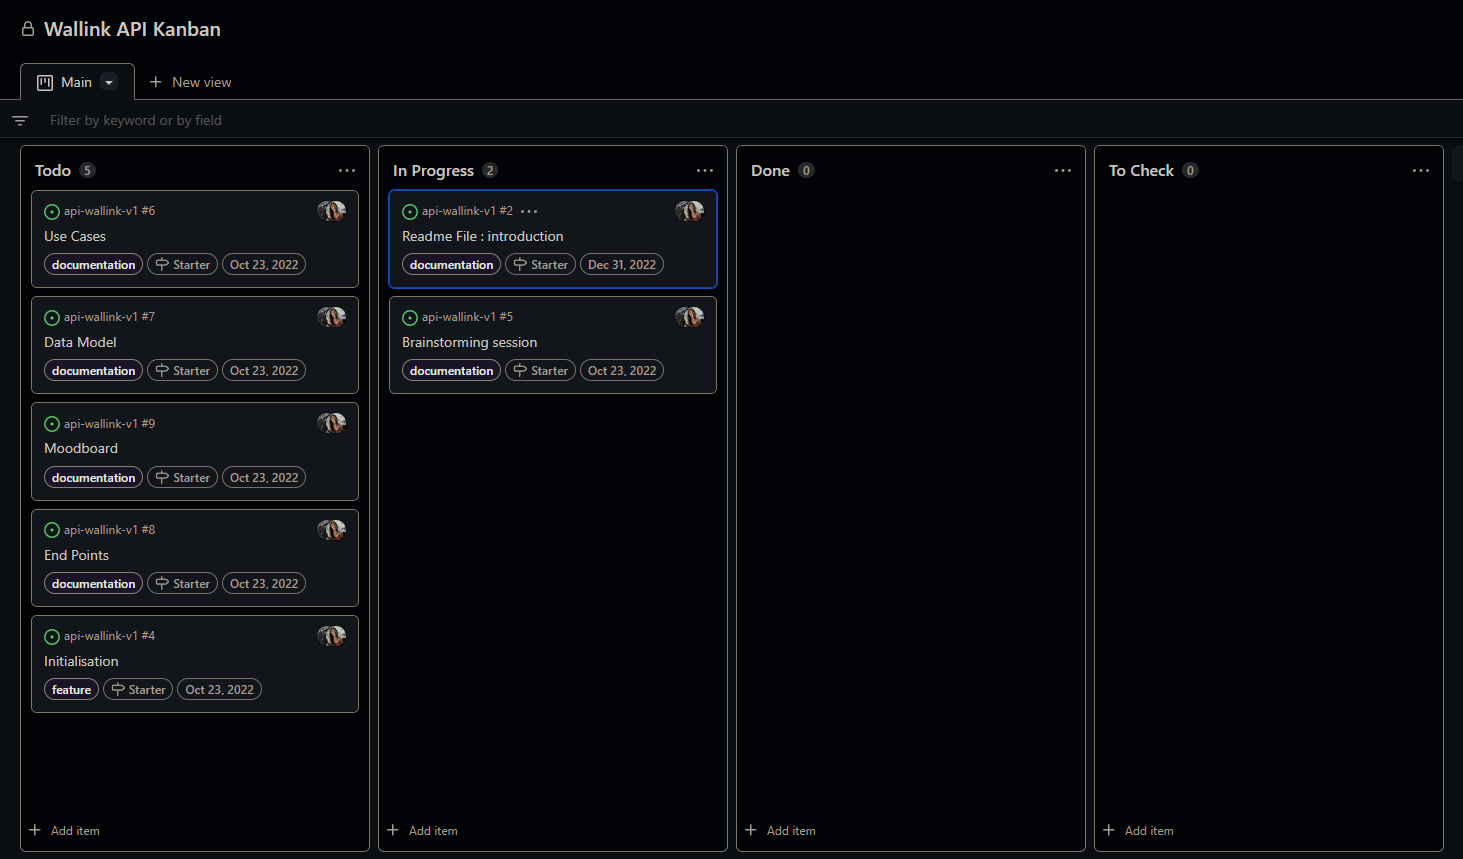 Wallink API Kanban
Main
New view
Filter by keyword or by field
Todo 5
api-wallink-v1 #6
Use Cases
documentation Starter Oct 23, 2022
api-wallink-v1 #7
Data Model
documentation Starter Oct 23, 2022
api-wallink-v1 #9
Moodboard
documentation Starter Oct 23, 2022
api-wallink-v1 #8
End Points
documentation Starter Oct 23, 2022
api-wallink-v1 #4
Initialisation
feature Starter Oct 23, 2022
Add item
In Progress 2
api-wallink-v1 #2
Readme File : introduction
documentation Starter Dec 31, 2022
api-wallink-v1 #5
Brainstorming session
documentation Starter Oct 23, 2022
Add item
Done 0
Add item
To Check 0
Add item